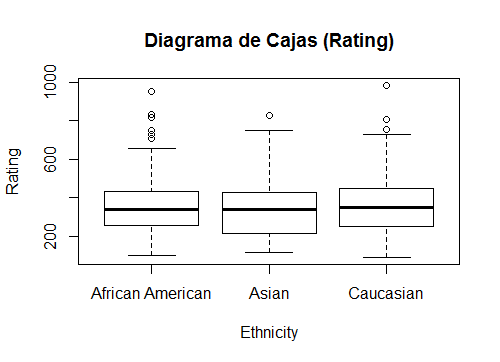 Diagrama de Cajas (Rating)
Rating
1000
600
200
African American
Asian
Caucasian
Ethnicity